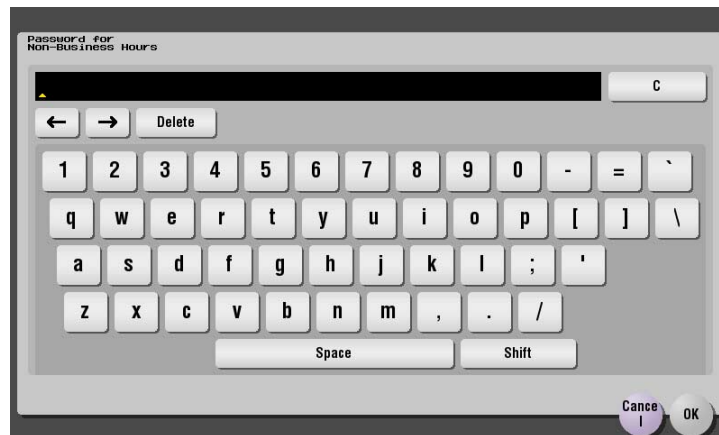 Password for
Non-Business Hours
C
← → Delete
1 2 3 4 5 6 7 8 9 0 - = `
q w e r t y u i o p [ ] \
a s d f g h j k l ; '
z x c v b n m , . /
Space Shift
Cance
l
OK